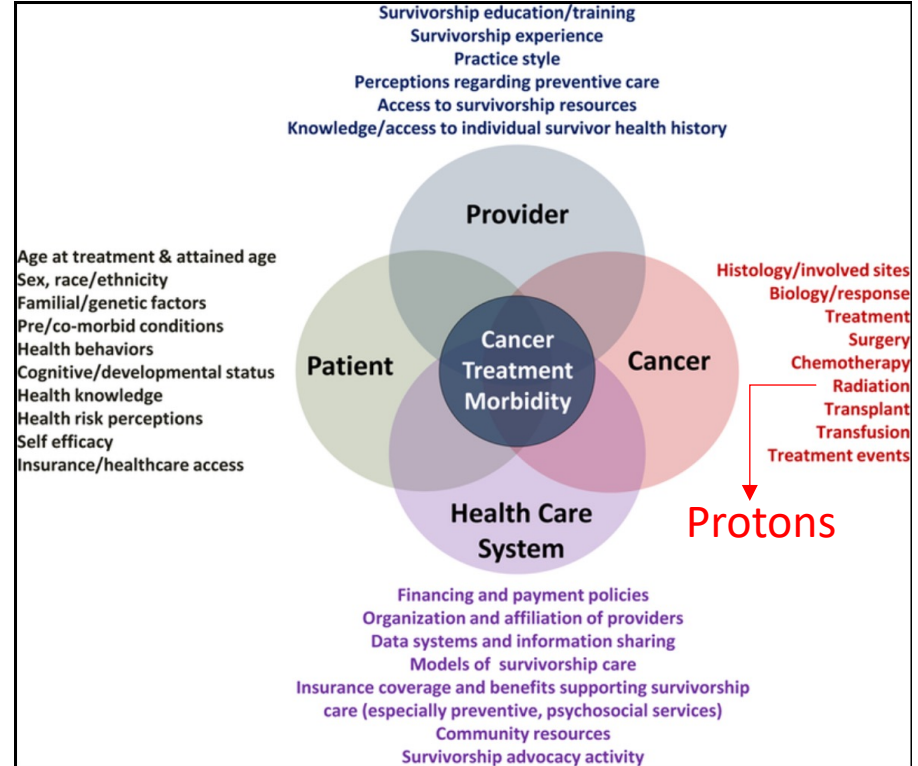 Survivorship education/training
Survivorship experience
Practice style
Perceptions regarding preventive care
Access to survivorship resources
Knowledge/access to individual survivor health history
Provider
Age at treatment & attained age
Sex, race/ethnicity
Familial/genetic factors
Pre/co-morbid conditions
Health behaviors
Cognitive/developmental status
Health knowledge
Health risk perceptions
Self efficacy
Insurance/healthcare access
Patient
Cancer
Treatment
Morbidity
Cancer
Histology/involved sites
Biology/response
Treatment
Surgery
Chemotherapy
Radiation
Transplant
Transfusion
Treatment events
Protons
Health Care
System
Financing and payment policies
Organization and affiliation of providers
Data systems and information sharing
Models of survivorship care
Insurance coverage and benefits supporting survivorship
care (especially preventive, psychosocial services)
Community resources
Survivorship advocacy activity